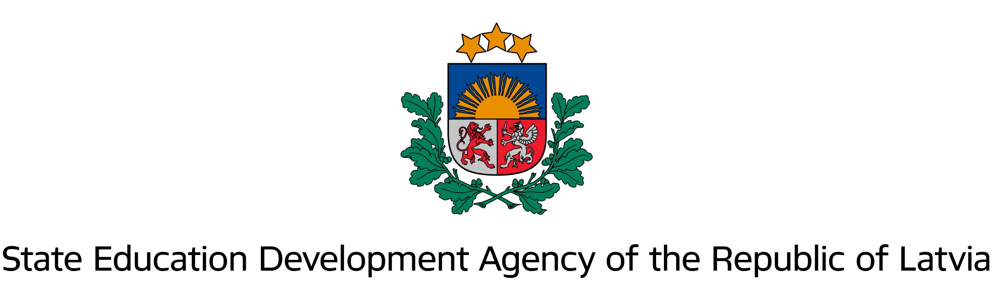 State Education Development Agency of the Republic of Latvia